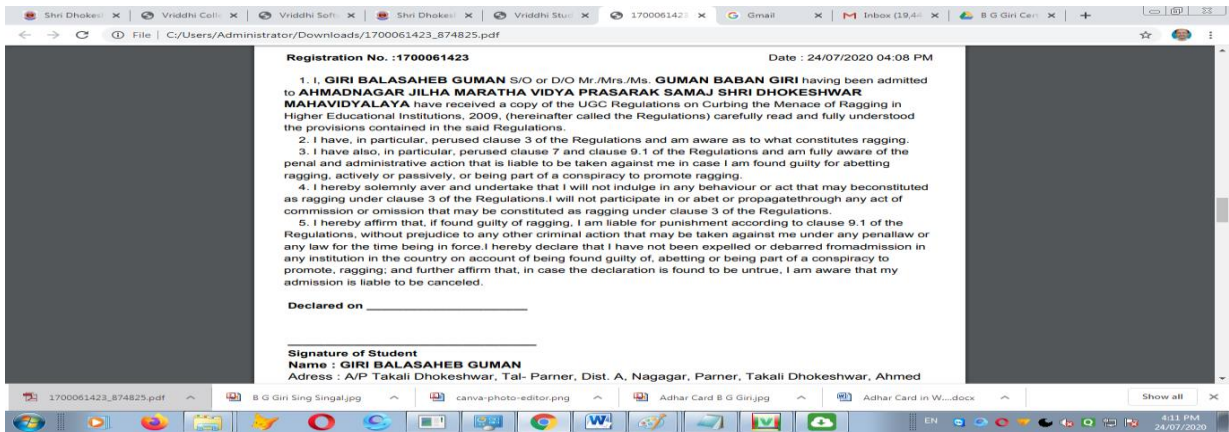 Shri Dhokesl
Vriddhi Colle
Vriddhi Softw
Shri Dhokesl
Vriddhi Stud
1700061423
Gmail
Inbox (19,44
B G Giri Cert
File | C:/Users/Administrator/Downloads/1700061423_874825.pdf
Registration No. :1700061423 Date : 24/07/2020 04:08 PM
1. I, GIRI BALASAHEB GUMAN S/O or D/O Mr./Mrs./Ms. GUMAN BABAN GIRI having been admitted
to AHMADNAGAR JILHA MARATHA VIDYA PRASARAK SAMAJ SHRI DHOKESHWAR
MAHAVIDYALAYA have received a copy of the UGC Regulations on Curbing the Menace of Ragging in
Higher Educational Institutions, 2009, (hereinafter called the Regulations) carefully read and fully understood
the provisions contained in the said Regulations.
2. I have, in particular, perused clause 3 of the Regulations and am aware as to what constitutes ragging.
3. I have also, in particular, perused clause 7 and clause 9.1 of the Regulations and am fully aware of the
penal and administrative action that is liable to be taken against me in case I am found guilty for abetting
ragging, actively or passively, or being part of a conspiracy to promote ragging.
4. I hereby solemnly aver and undertake that I will not indulge in any behaviour or act that may beconstituted
as ragging under clause 3 of the Regulations.I will not participate in or abet or propagatethrough any act of
commission or omission that may be constituted as ragging under clause 3 of the Regulations.
5. I hereby affirm that, if found guilty of ragging, I am liable for punishment according to clause 9.1 of the
Regulations, without prejudice to any other criminal action that may be taken against me under any penallaw or
any law for the time being in force.I hereby declare that I have not been expelled or debarred fromadmission in
any institution in the country on account of being found guilty of, abetting or being part of a conspiracy to
promote, ragging; and further affirm that, in case the declaration is found to be untrue, I am aware that my
admission is liable to be canceled.
Declared on
Signature of Student
Name : GIRI BALASAHEB GUMAN
Adress : A/P Takali Dhokeshwar, Tal- Parner, Dist. A, Nagagar, Parner, Takali Dhokeshwar, Ahmed
1700061423_874825.pdf
B G Giri Sing Singal.jpg
canva-photo-editor.png
Adhar Card B G Giri.jpg
Adhar Card in W....docx
Show all
EN
4:11 PM
24/07/2020